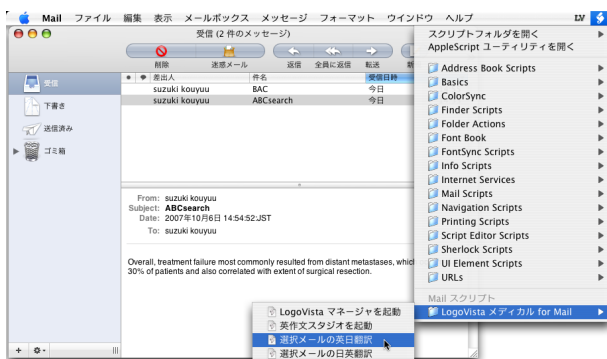 Mail ファイル 編集 表示 メールボックス メッセージ フォーマット ウインドウ ヘルプ LV
受信 (2 件のメッセージ)
削除 迷惑メール 返信 全員に返信 転送 新
差出人 件名 受信日時
suzuki kouyuu BAC 今日
suzuki kouyuu ABCsearch 今日
受信
下書き
送信済み
ゴミ箱
From: suzuki kouyuu
Subject: ABCsearch
Date: 2007年10月6日 14:54:52:JST
To: suzuki kouyuu
Overall, treatment failure most commonly resulted from distant metastases, whic
30% of patients and also correlated with extent of surgical resection.
スクリプトフォルダを開く
AppleScript ユーティリティを開く
Address Book Scripts
Basics
ColorSync
Finder Scripts
Folder Actions
Font Book
FontSync Scripts
Info Scripts
Internet Services
Mail Scripts
Navigation Scripts
Printing Scripts
Script Editor Scripts
Sherlock Scripts
UI Element Scripts
URLs
Mail スクリプト
LogoVista メディカル for Mail
LogoVista マネージャを起動
英作文スタジオを起動
選択メールの英日翻訳
選択メールの日英翻訳